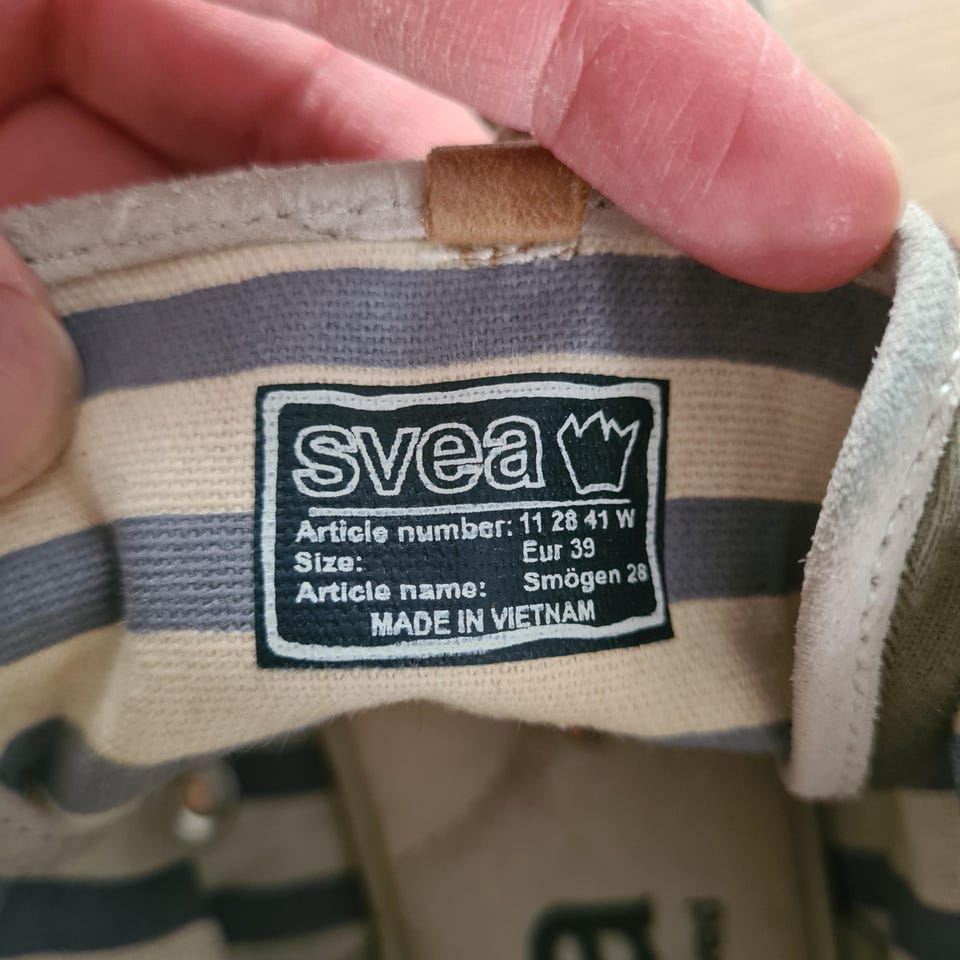 svea
Article number: 11 28 41 W
Size: Eur 39
Article name: Smögen 28
MADE IN VIETNAM